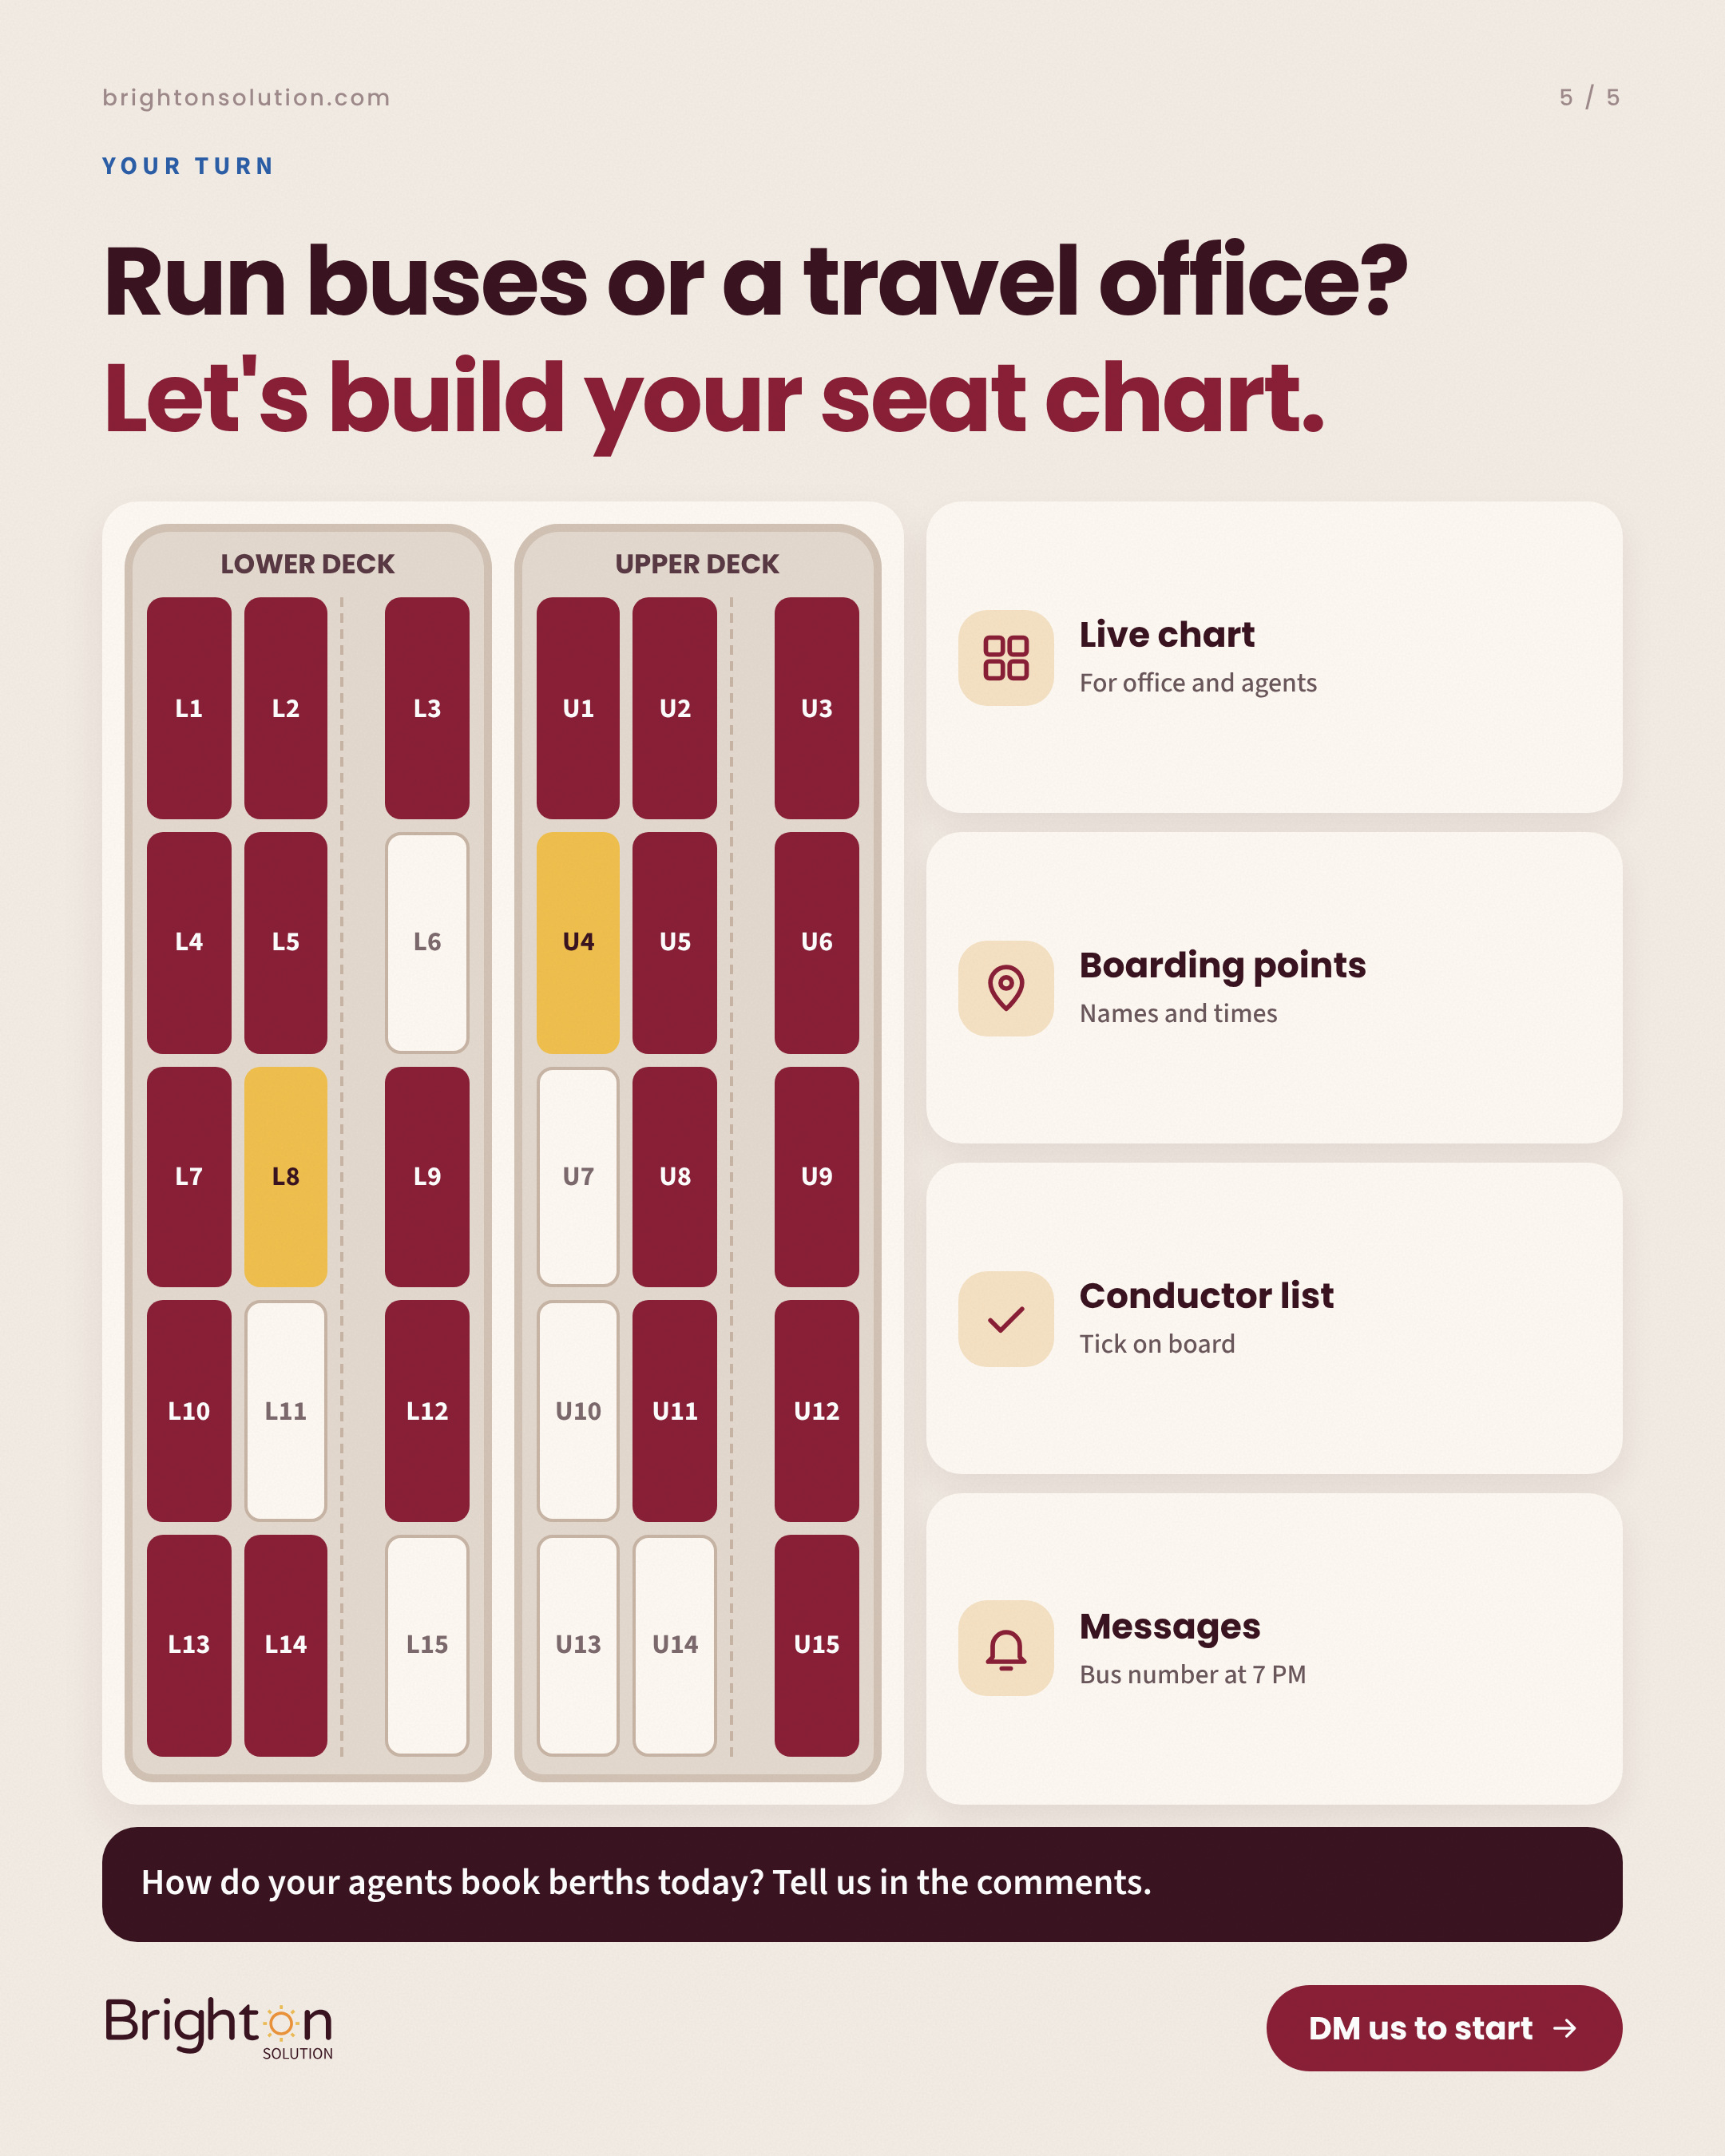 brightonsolution.com
5 / 5
YOUR TURN
Run buses or a travel office?
Let's build your seat chart.
LOWER DECK
L1 L2 L3
L4 L5 L6
L7 L8 L9
L10 L11 L12
L13 L14 L15
UPPER DECK
U1 U2 U3
U4 U5 U6
U7 U8 U9
U10 U11 U12
U13 U14 U15
Live chart
For office and agents
Boarding points
Names and times
Conductor list
Tick on board
Messages
Bus number at 7 PM
How do your agents book berths today? Tell us in the comments.
Brighton
SOLUTION
DM us to start →